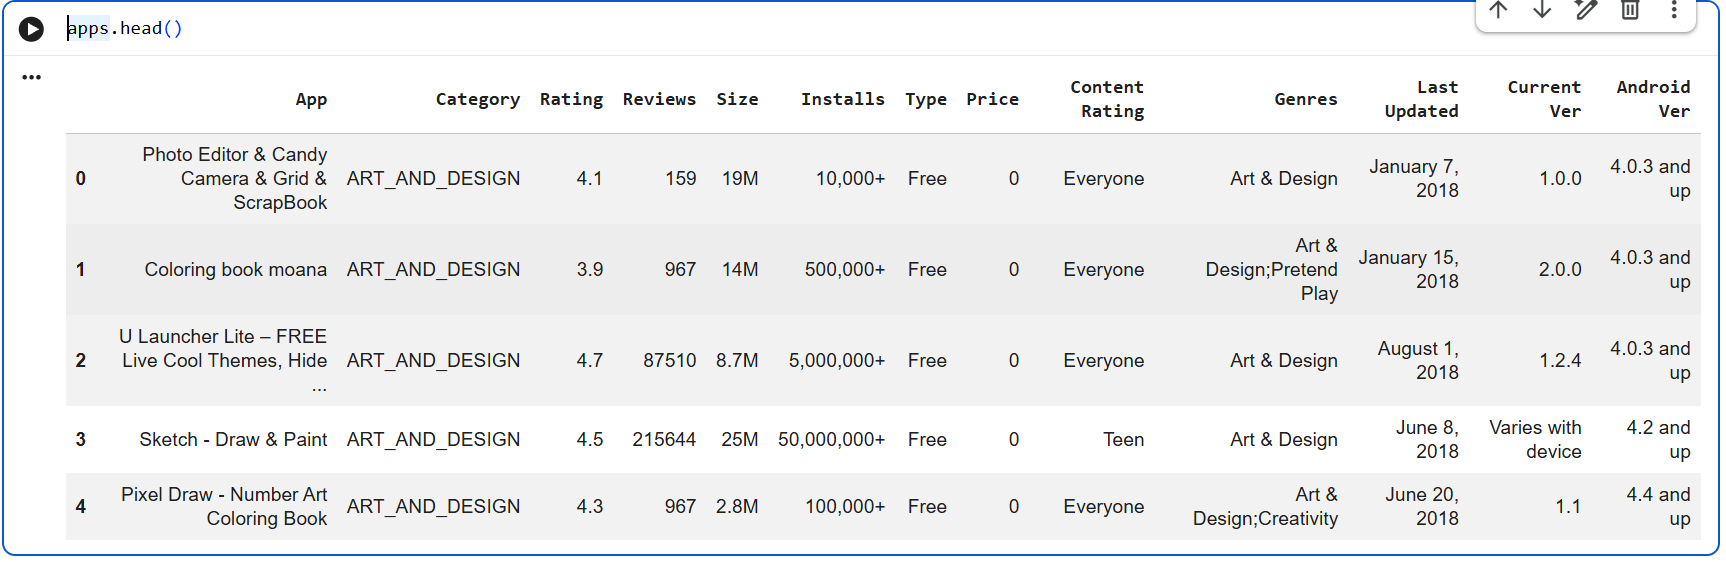 apps.head()
App Category Rating Reviews Size Installs Type Price Content Rating Genres Last Updated Current Ver Android Ver
0 Photo Editor & Candy Camera & Grid & ScrapBook ART_AND_DESIGN 4.1 159 19M 10,000+ Free 0 Everyone Art & Design January 7, 2018 1.0.0 4.0.3 and up
1 Coloring book moana ART_AND_DESIGN 3.9 967 14M 500,000+ Free 0 Everyone Art & Design;Pretend Play January 15, 2018 2.0.0 4.0.3 and up
2 U Launcher Lite – FREE Live Cool Themes, Hide ... ART_AND_DESIGN 4.7 87510 8.7M 5,000,000+ Free 0 Everyone Art & Design August 1, 2018 1.2.4 4.0.3 and up
3 Sketch - Draw & Paint ART_AND_DESIGN 4.5 215644 25M 50,000,000+ Free 0 Teen Art & Design June 8, 2018 Varies with device 4.2 and up
4 Pixel Draw - Number Art Coloring Book ART_AND_DESIGN 4.3 967 2.8M 100,000+ Free 0 Everyone Art & Design;Creativity June 20, 2018 1.1 4.4 and up